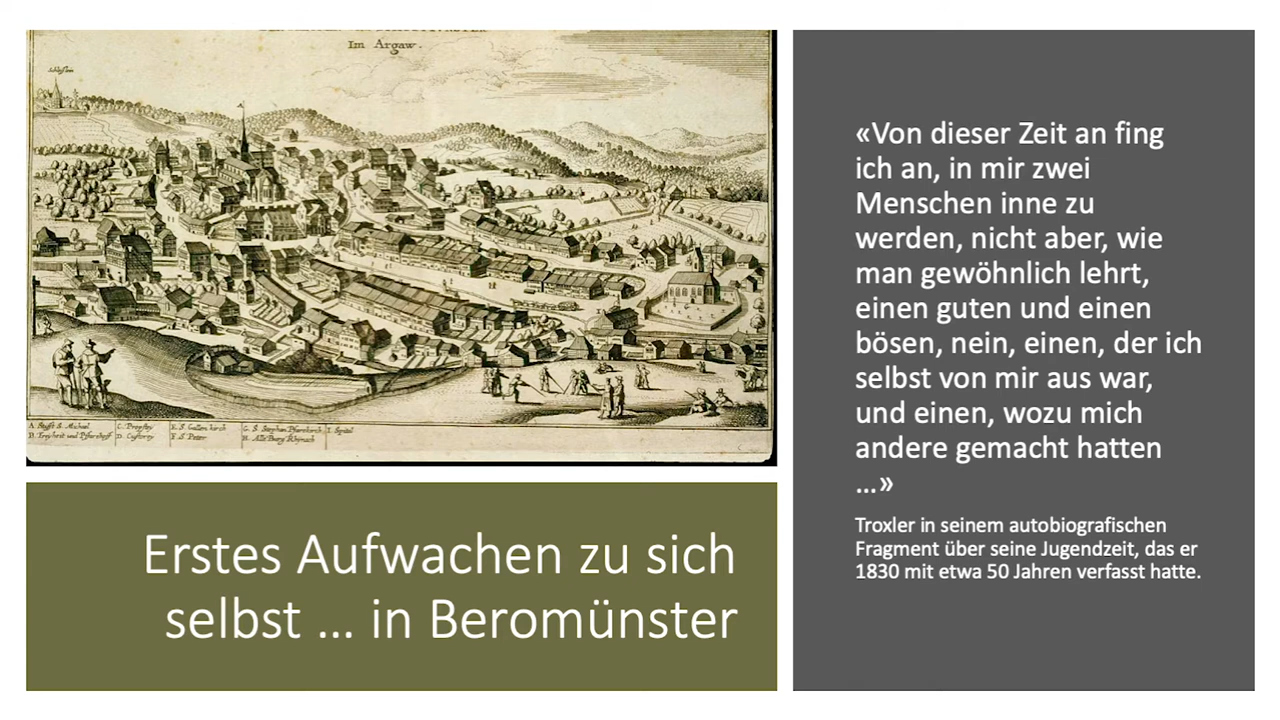 Im Argaw.
Erstes Aufwachen zu sich
selbst ... in Beromünster
«Von dieser Zeit an fing
ich an, in mir zwei
Menschen inne zu
werden, nicht aber, wie
man gewöhnlich lehrt,
einen guten und einen
bösen, nein, einen, der ich
selbst von mir aus war,
und einen, wozu mich
andere gemacht hatten
...»
Troxler in seinem autobiografischen
Fragment über seine Jugendzeit, das er
1830 mit etwa 50 Jahren verfasst hatte.